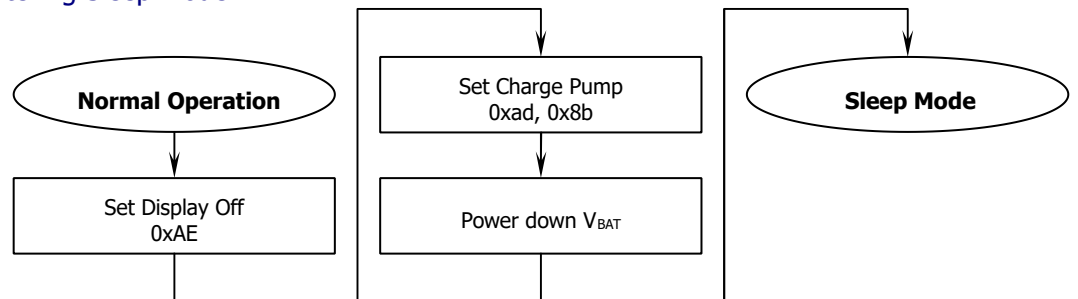 Normal Operation
Set Display Off
0xAE
Set Charge Pump
0xad, 0x8b
Power down VBAT
Sleep Mode